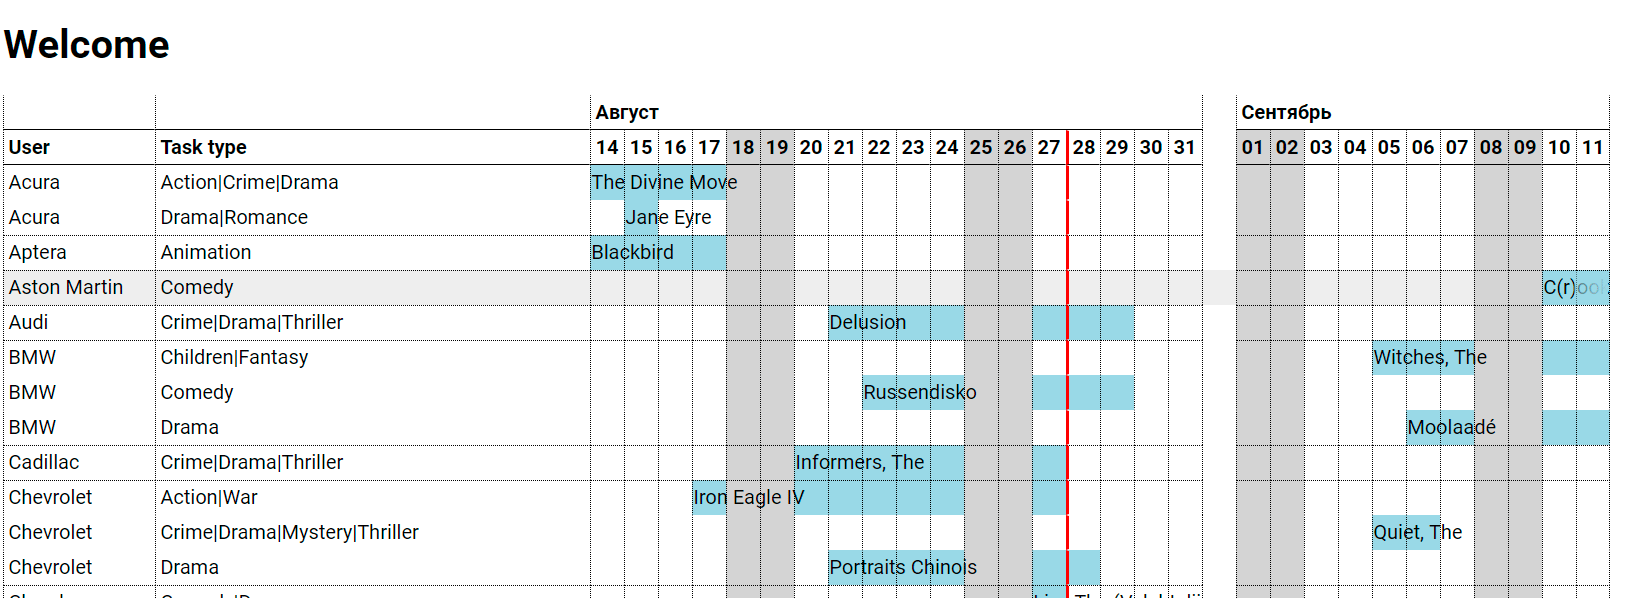 Welcome
Август Сентябрь
User Task type 14 15 16 17 18 19 20 21 22 23 24 25 26 27 28 29 30 31 01 02 03 04 05 06 07 08 09 10 11
Acura Action|Crime|Drama The Divine Move
Acura Drama|Romance Jane Eyre
Aptera Animation Blackbird
Aston Martin Comedy C(r)ool
Audi Crime|Drama|Thriller Delusion
BMW Children|Fantasy Witches, The
BMW Comedy Russendisko
BMW Drama Moolaadé
Cadillac Crime|Drama|Thriller Informers, The
Chevrolet Action|War Iron Eagle IV
Chevrolet Crime|Drama|Mystery|Thriller Quiet, The
Chevrolet Drama Portraits Chinois